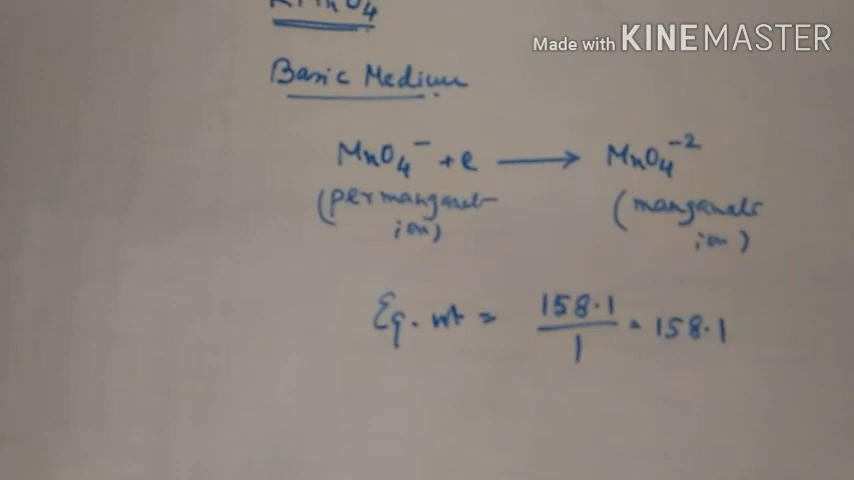 KMnO4
Made with KINEMASTER
Basic Medium
MnO4⁻ + e ⟶ MnO4⁻²
(permanganate (manganate
ion) ion)
Eq. wt = 158.1/1 = 158.1